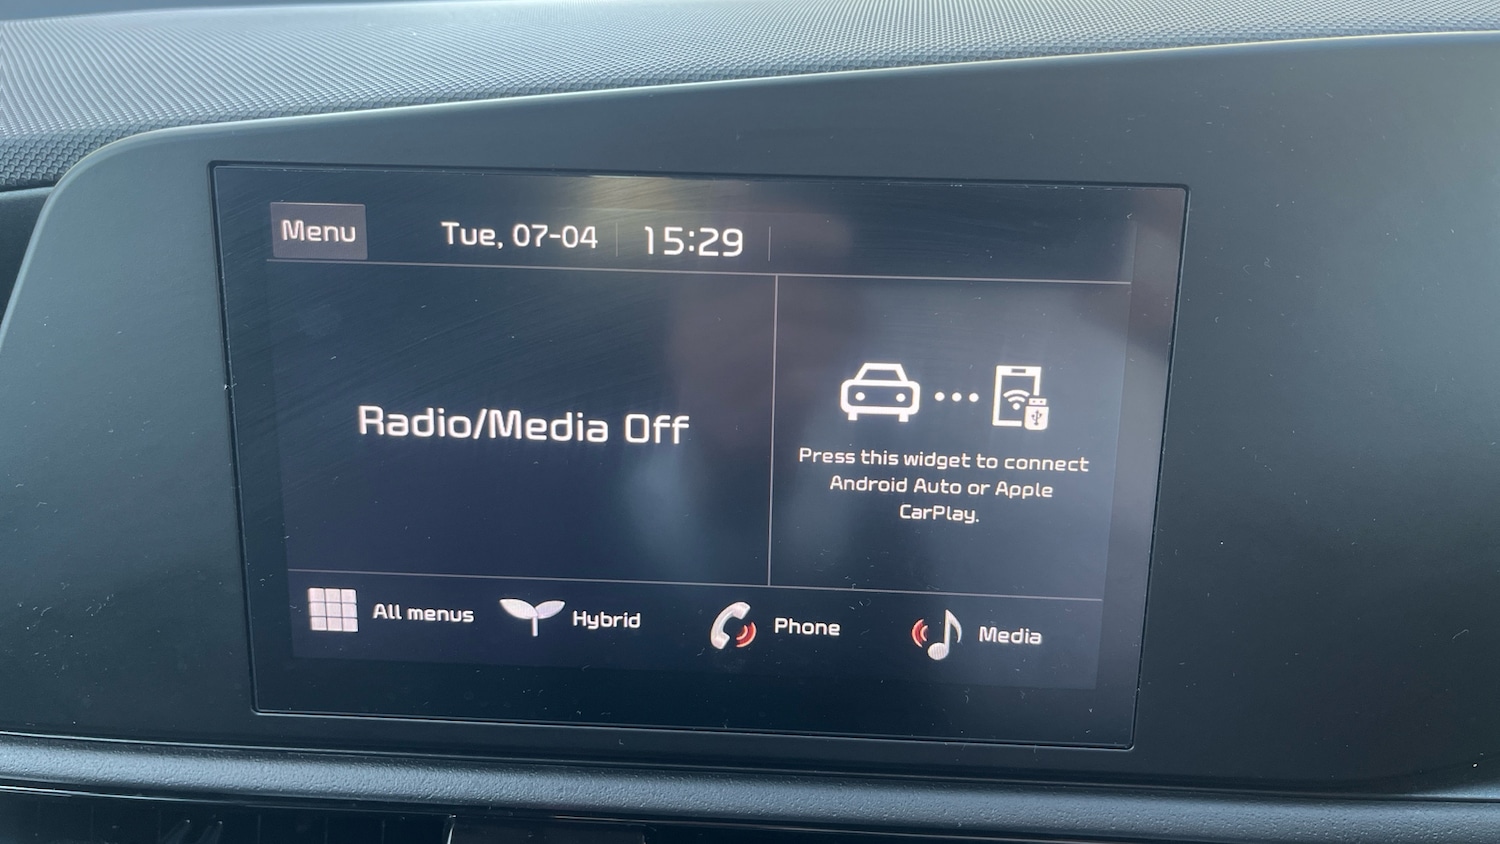 Menu
Tue, 07-04
15:29
Radio/Media Off
Press this widget to connect
Android Auto or Apple
CarPlay.
All menus
Hybrid
Phone
Media